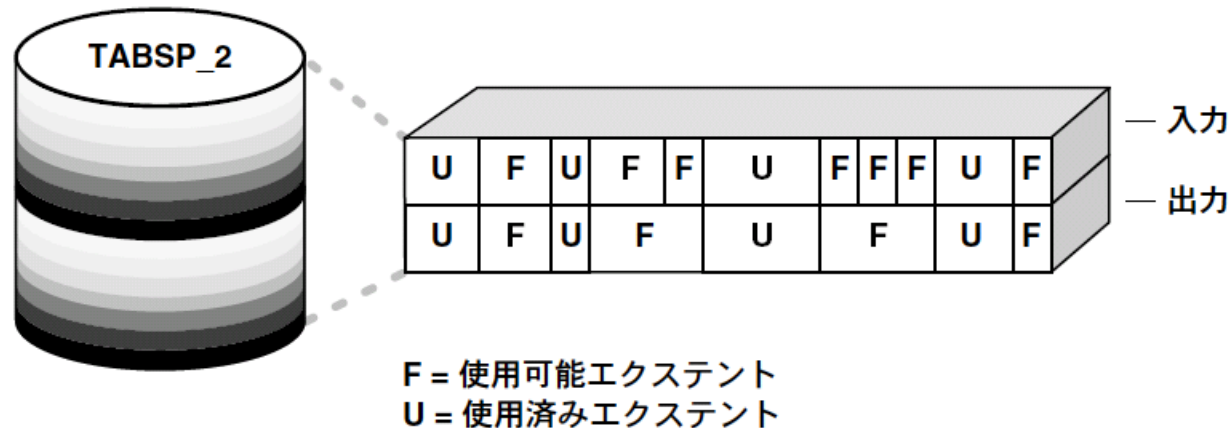 TABSP_2
入力
U F U F F U F F F U F
出力
U F U F U F U F
F = 使用可能エクステント
U = 使用済みエクステント